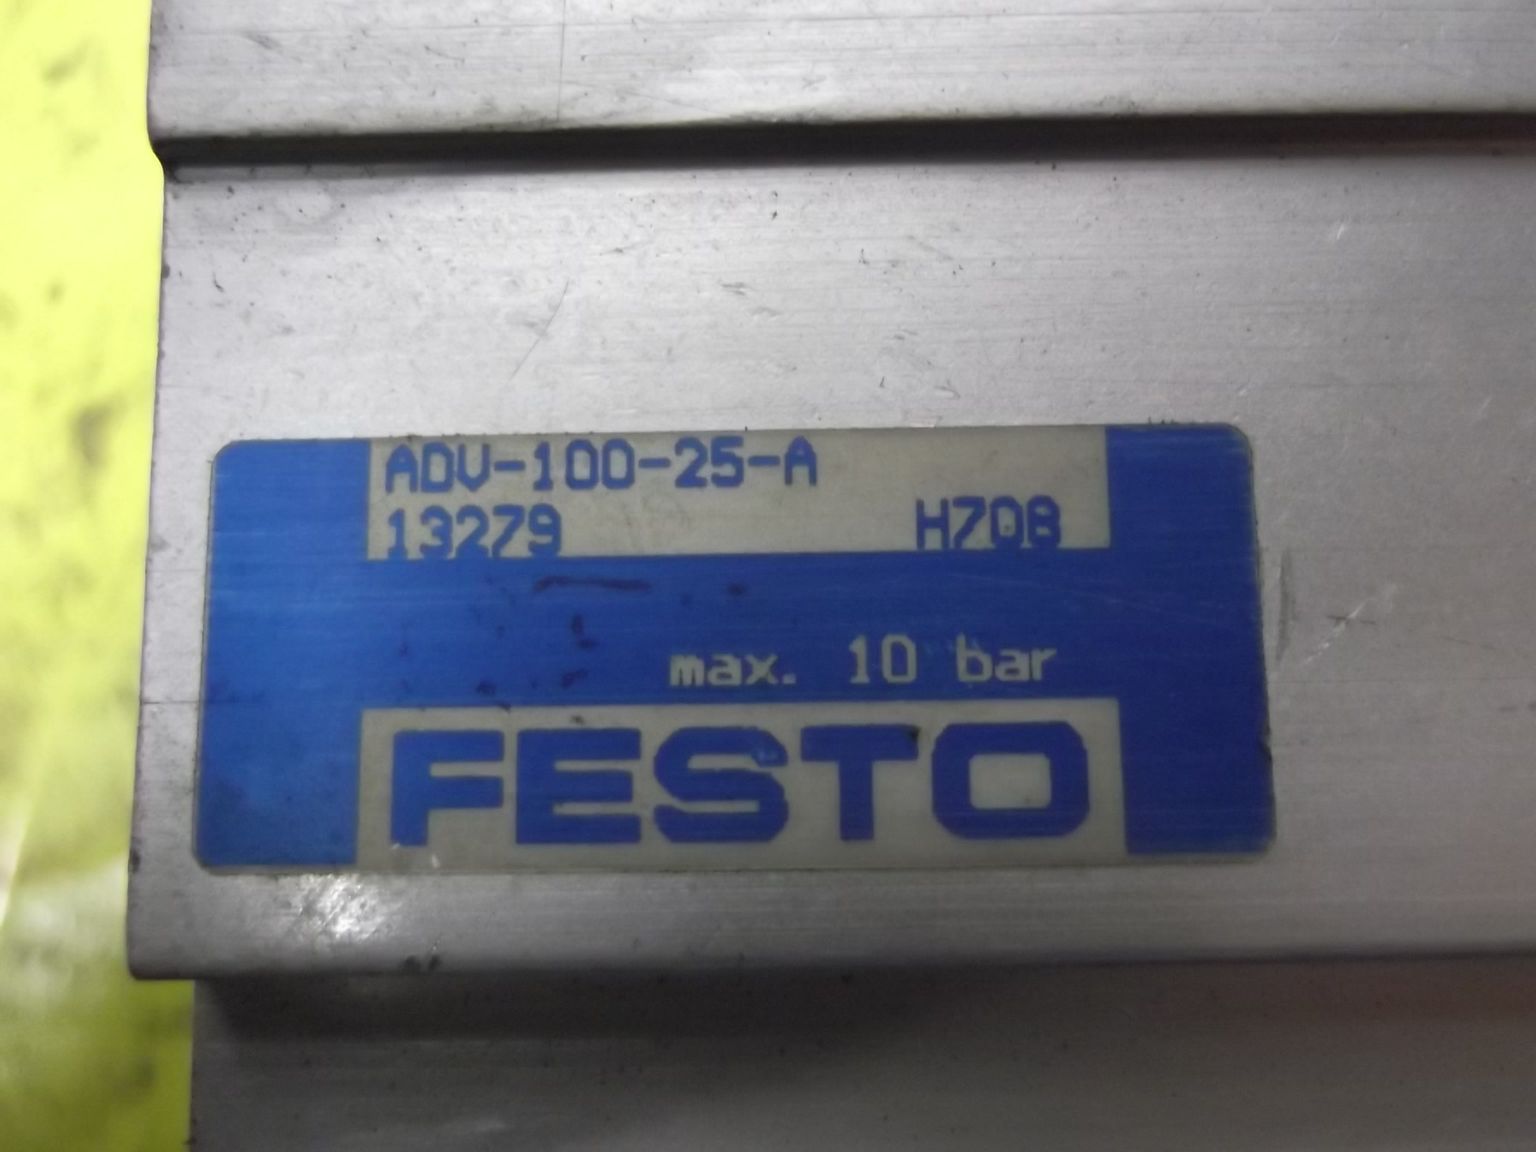 ADV-100-25-A
13279 H708
max. 10 bar
FESTO